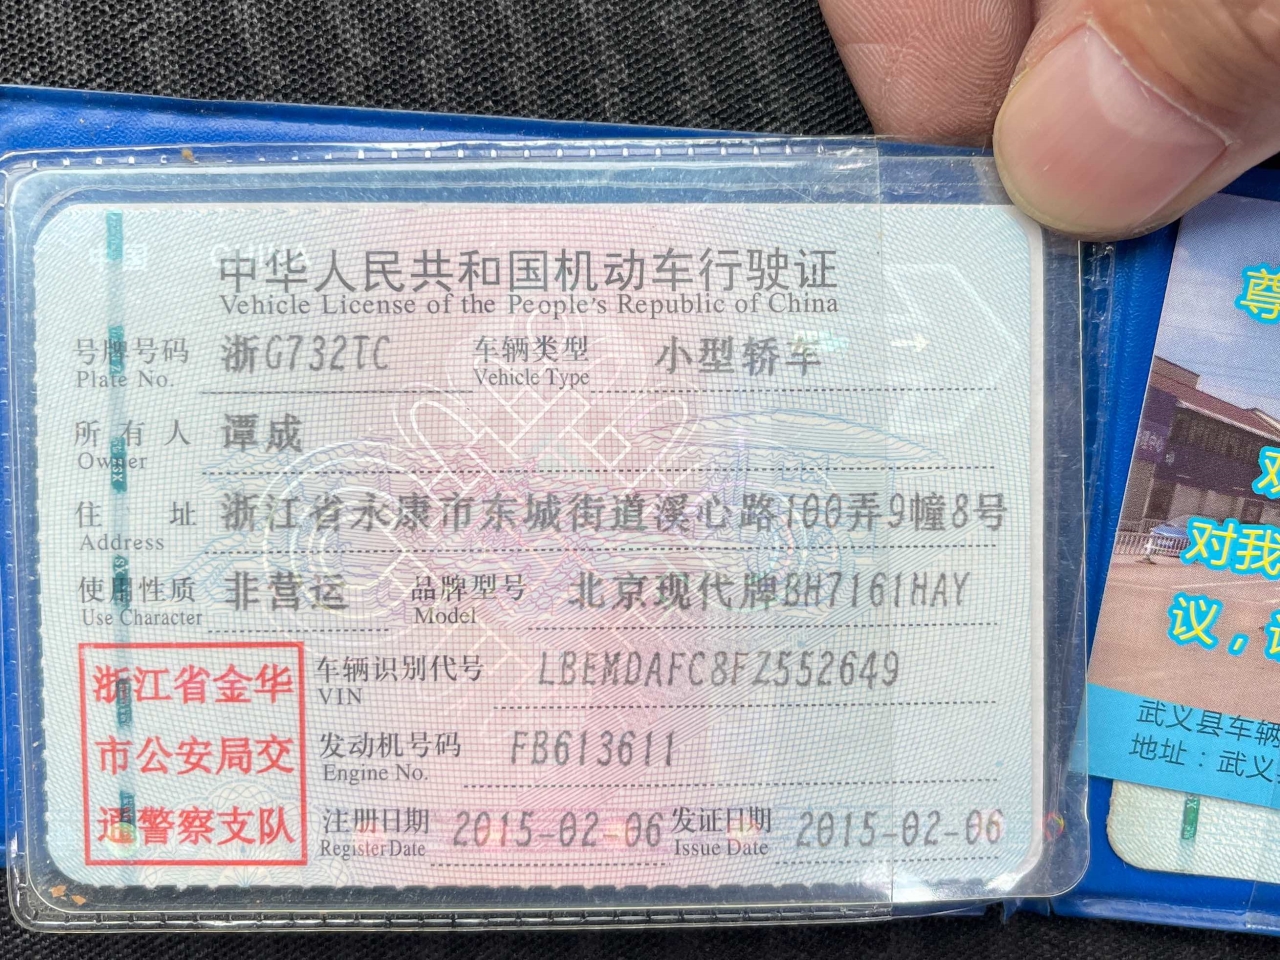 中华人民共和国机动车行驶证
Vehicle License of the People's Republic of China
号牌号码 浙G732TC 车辆类型 小型轿车
Plate No. Vehicle Type
所有人 谭成
Owner
住址 浙江省永康市东城街道溪心路100弄9幢8号
Address
使用性质 非营运 品牌型号 北京现代牌BH7161HAY
Use Character Model
浙江省金华
市公安局交
通警察支队
车辆识别代号 LBEMDAFC8FZ552649
VIN
发动机号码 FB613611
Engine No.
注册日期 2015-02-06 发证日期 2015-02-06
Register Date Issue Date
尊
对我
议，
武义县车辆
地址：武义